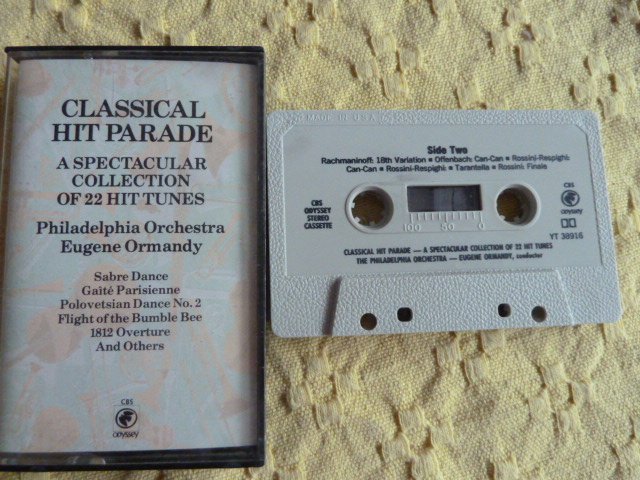 CLASSICAL
HIT PARADE
A SPECTACULAR
COLLECTION
OF 22 HIT TUNES
Philadelphia Orchestra
Eugene Ormandy
Sabre Dance
Gaîté Parisienne
Polovetsian Dance No. 2
Flight of the Bumble Bee
1812 Overture
And Others
CBS
Odyssey
MADE IN U.S.A.
Side Two
Rachmaninoff: 18th Variation • Offenbach: Can-Can • Rossini-Respighi:
Can-Can • Rossini-Respighi: Tarantella • Rossini: Finale
CBS
ODYSSEY
STEREO
CASSETTE
100 50 0
CBS
Odyssey
YT 38916
CLASSICAL HIT PARADE — A SPECTACULAR COLLECTION OF 22 HIT TUNES
THE PHILADELPHIA ORCHESTRA — EUGENE ORMANDY, conductor